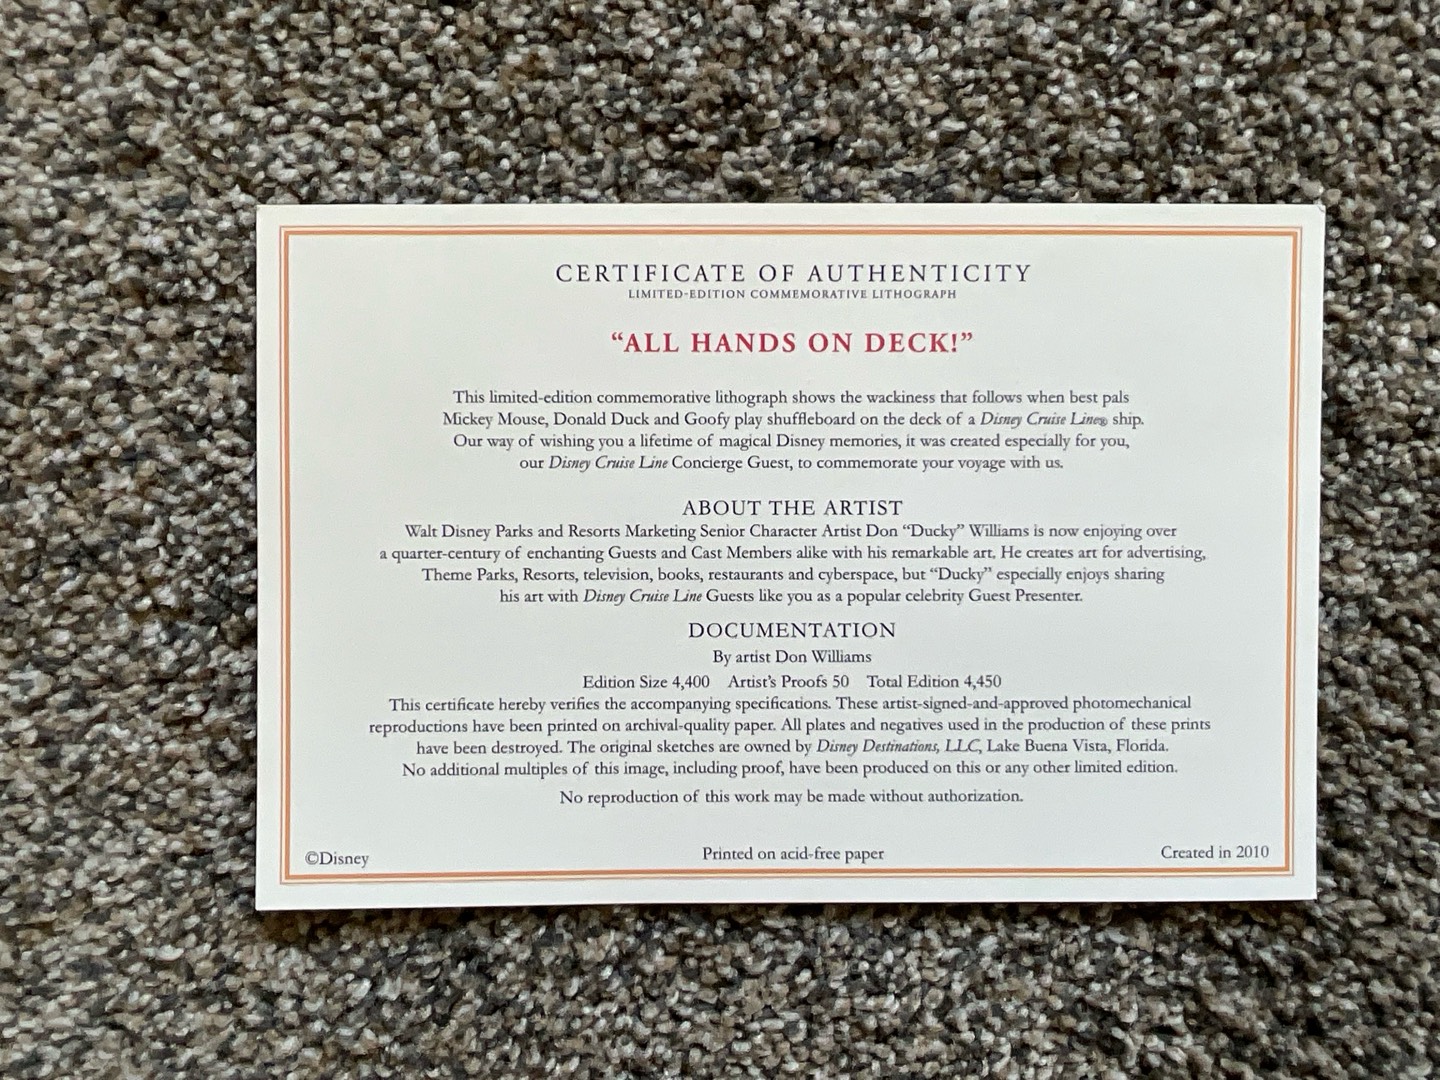 CERTIFICATE OF AUTHENTICITY
LIMITED-EDITION COMMEMORATIVE LITHOGRAPH
“ALL HANDS ON DECK!”
This limited-edition commemorative lithograph shows the wackiness that follows when best pals
Mickey Mouse, Donald Duck and Goofy play shuffleboard on the deck of a Disney Cruise Line® ship.
Our way of wishing you a lifetime of magical Disney memories, it was created especially for you,
our Disney Cruise Line Concierge Guest, to commemorate your voyage with us.
ABOUT THE ARTIST
Walt Disney Parks and Resorts Marketing Senior Character Artist Don “Ducky” Williams is now enjoying over
a quarter-century of enchanting Guests and Cast Members alike with his remarkable art. He creates art for advertising,
Theme Parks, Resorts, television, books, restaurants and cyberspace, but “Ducky” especially enjoys sharing
his art with Disney Cruise Line Guests like you as a popular celebrity Guest Presenter.
DOCUMENTATION
By artist Don Williams
Edition Size 4,400 Artist’s Proofs 50 Total Edition 4,450
This certificate hereby verifies the accompanying specifications. These artist-signed-and-approved photomechanical
reproductions have been printed on archival-quality paper. All plates and negatives used in the production of these prints
have been destroyed. The original sketches are owned by Disney Destinations, LLC, Lake Buena Vista, Florida.
No additional multiples of this image, including proof, have been produced on this or any other limited edition.
No reproduction of this work may be made without authorization.
©Disney Printed on acid-free paper Created in 2010